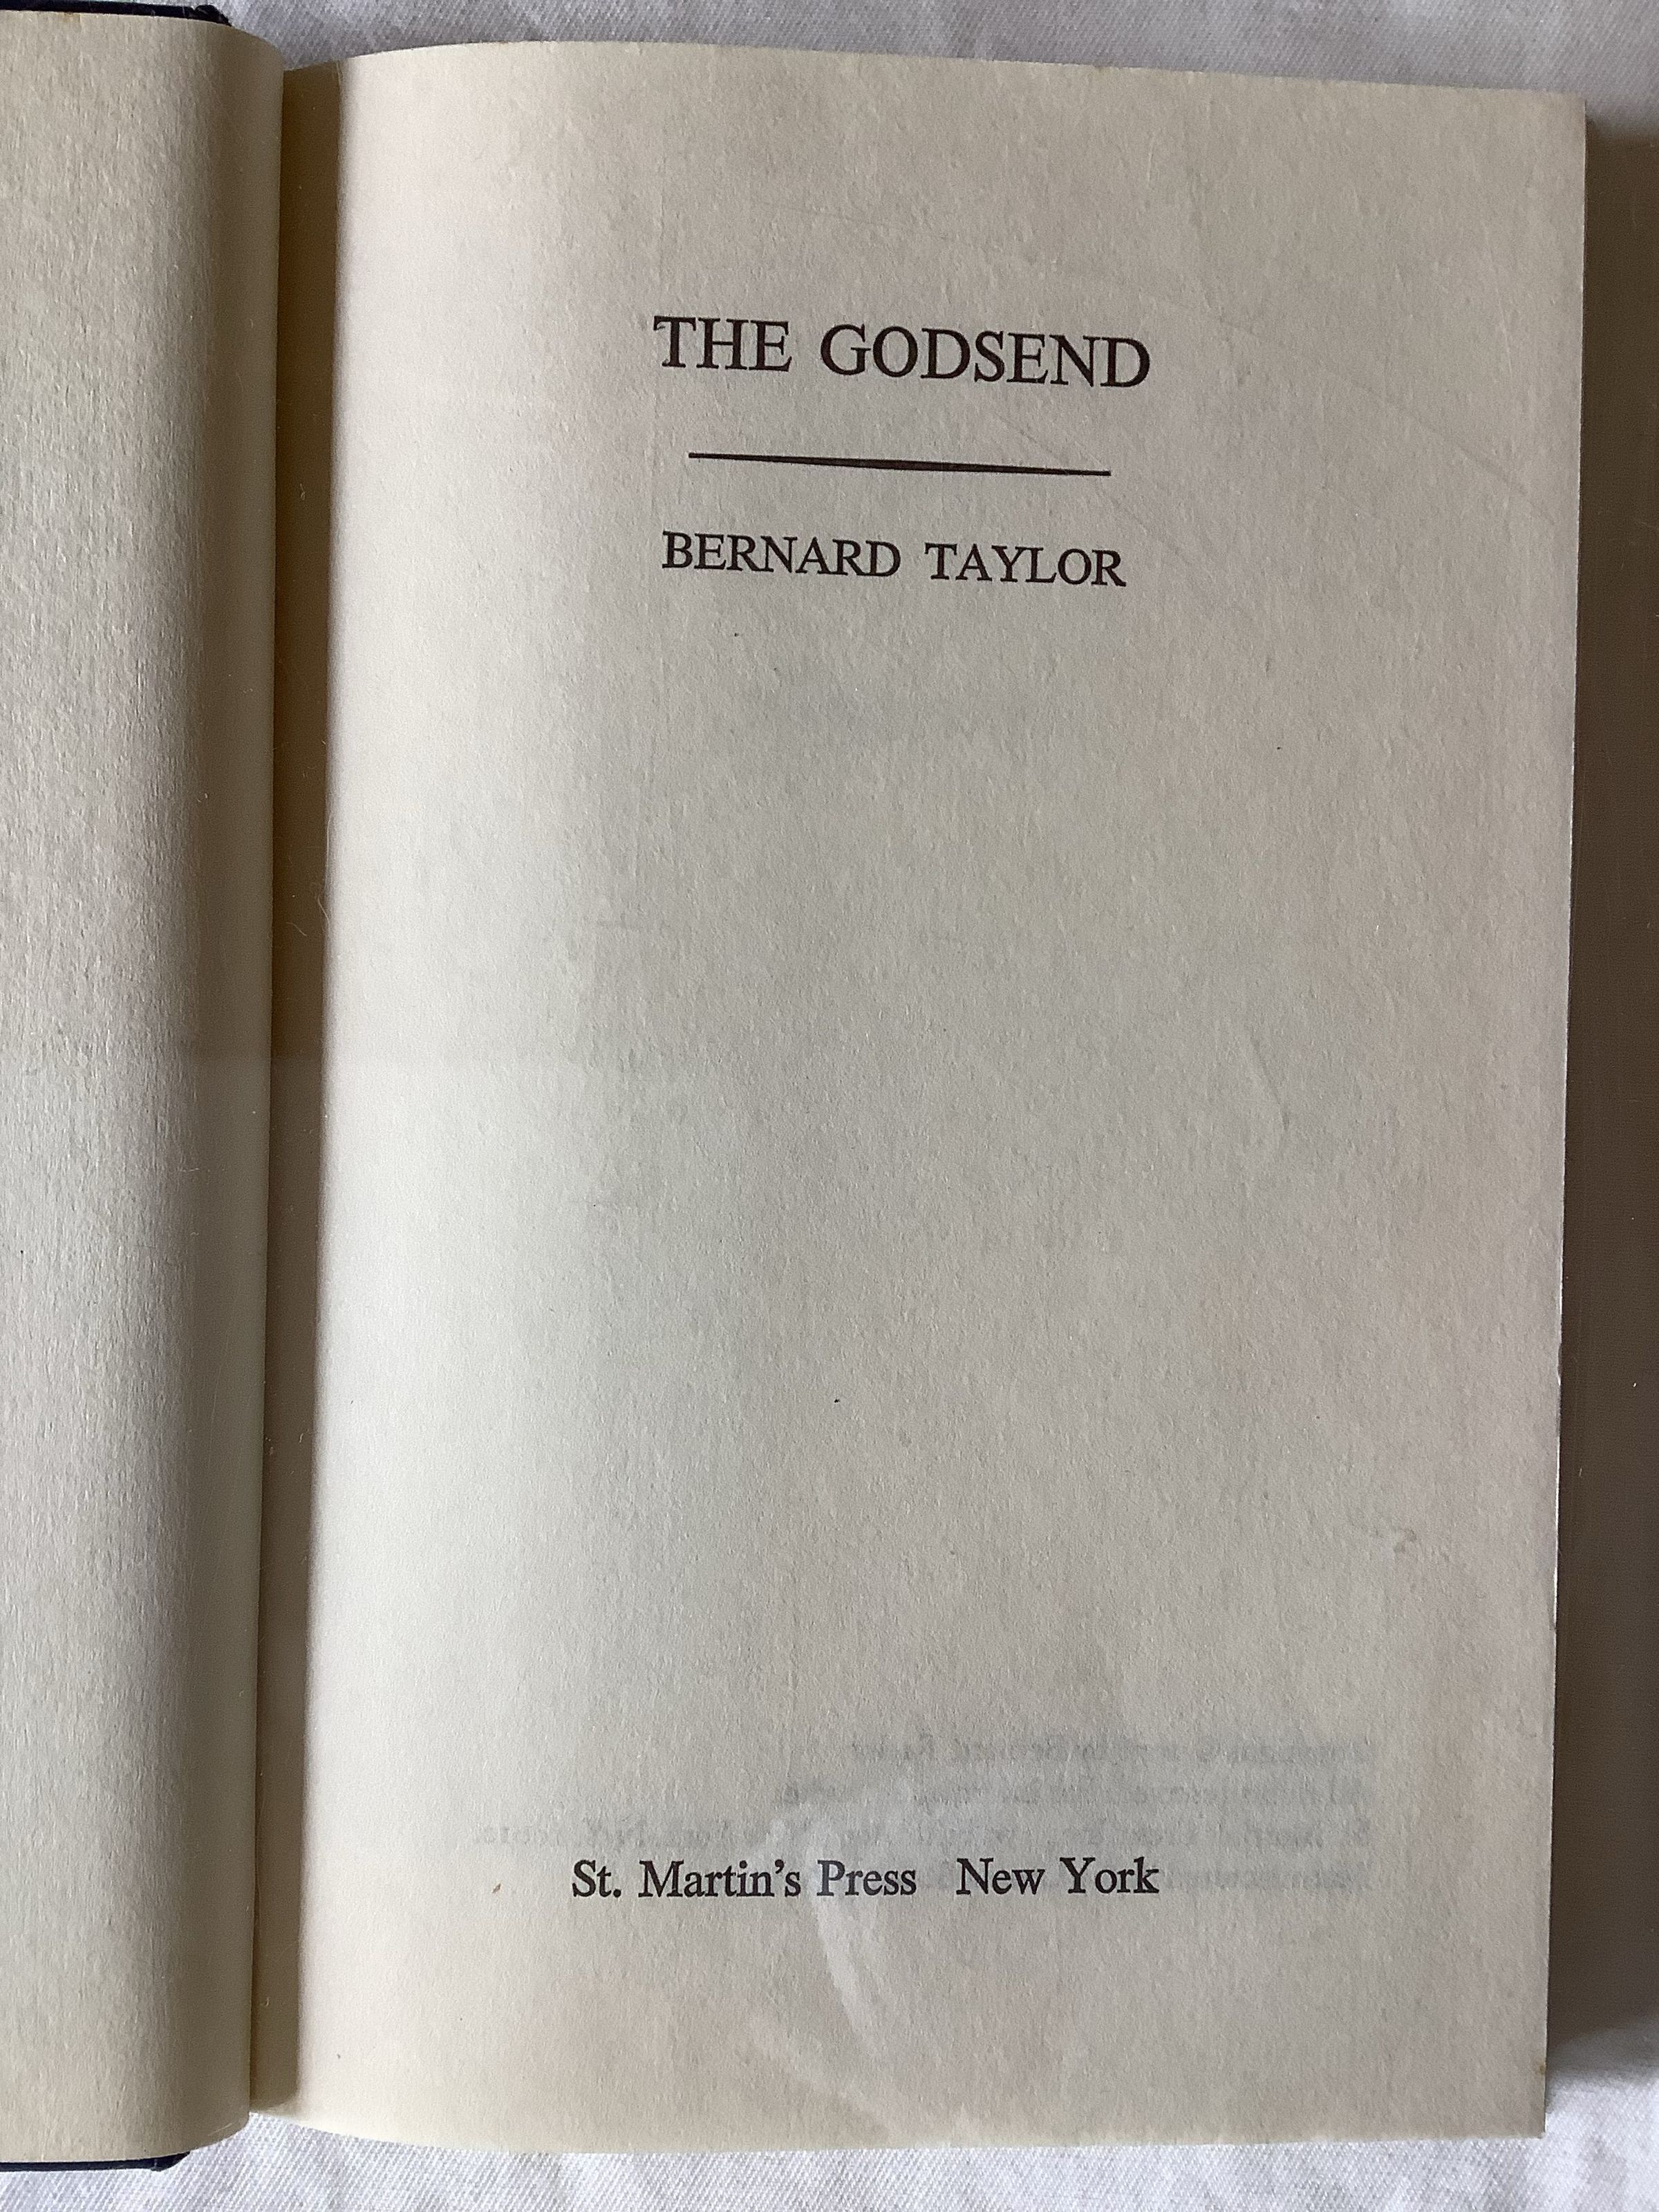 THE GODSEND
BERNARD TAYLOR
St. Martin's Press New York